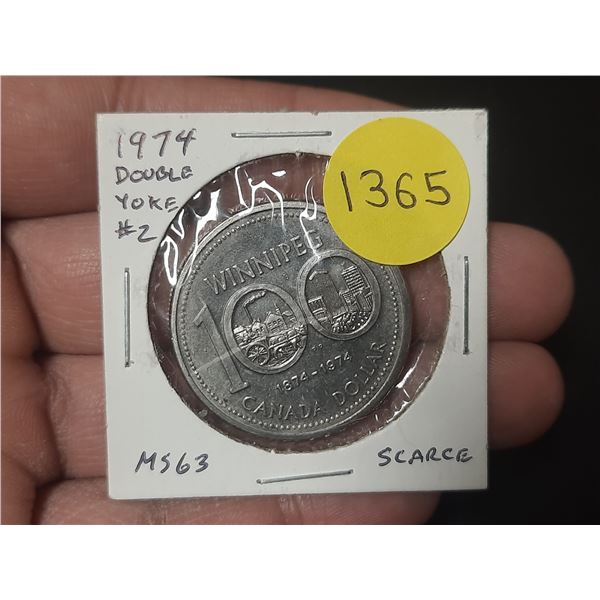 1974
DOUBLE
YOKE
#2
1365
WINNIPEG
100
1874-1974
CANADA DOLLAR
MS63
SCARCE